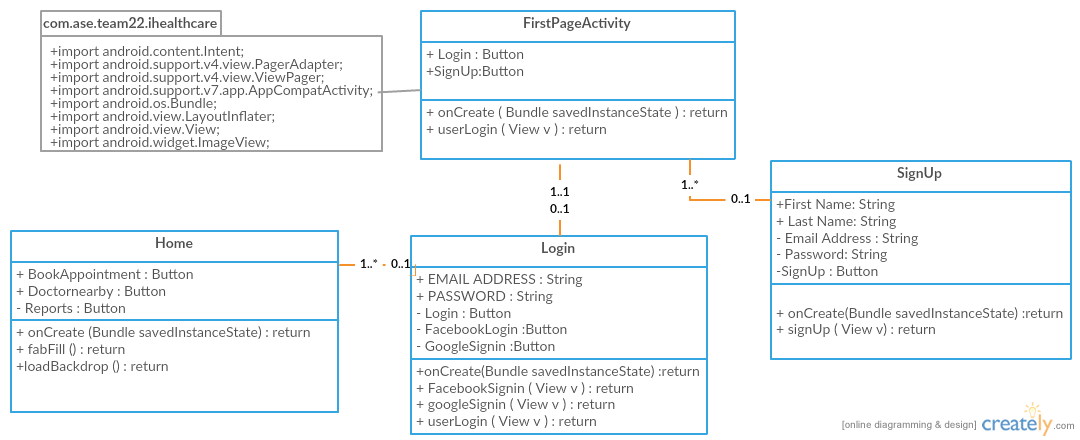 com.ase.team22.ihealthcare
+import android.content.Intent;
+import android.support.v4.view.PagerAdapter;
+import android.support.v4.view.ViewPager;
+import android.support.v7.app.AppCompatActivity;
+import android.os.Bundle;
+import android.view.LayoutInflater;
+import android.view.View;
+import android.widget.ImageView;
FirstPageActivity
+ Login : Button
+SignUp:Button
+ onCreate ( Bundle savedInstanceState ) : return
+ userLogin ( View v ) : return
1..1
0..1
1..*
0..1
SignUp
+First Name: String
+ Last Name: String
- Email Address : String
- Password: String
-SignUp : Button
+ onCreate(Bundle savedInstanceState) :return
+ signUp ( View v) : return
Home
+ BookAppointment : Button
+ Doctornearby : Button
- Reports : Button
+ onCreate (Bundle savedInstanceState) : return
+ fabFill () : return
+loadBackdrop () : return
1..*
0..1
Login
+ EMAIL ADDRESS : String
+ PASSWORD : String
- Login : Button
- FacebookLogin :Button
- GoogleSignin :Button
+onCreate(Bundle savedInstanceState) :return
+ FacebookSignin ( View v ) : return
+ googleSignin ( View v ) : return
+ userLogin ( View v ) : return
[online diagramming & design] creately.com